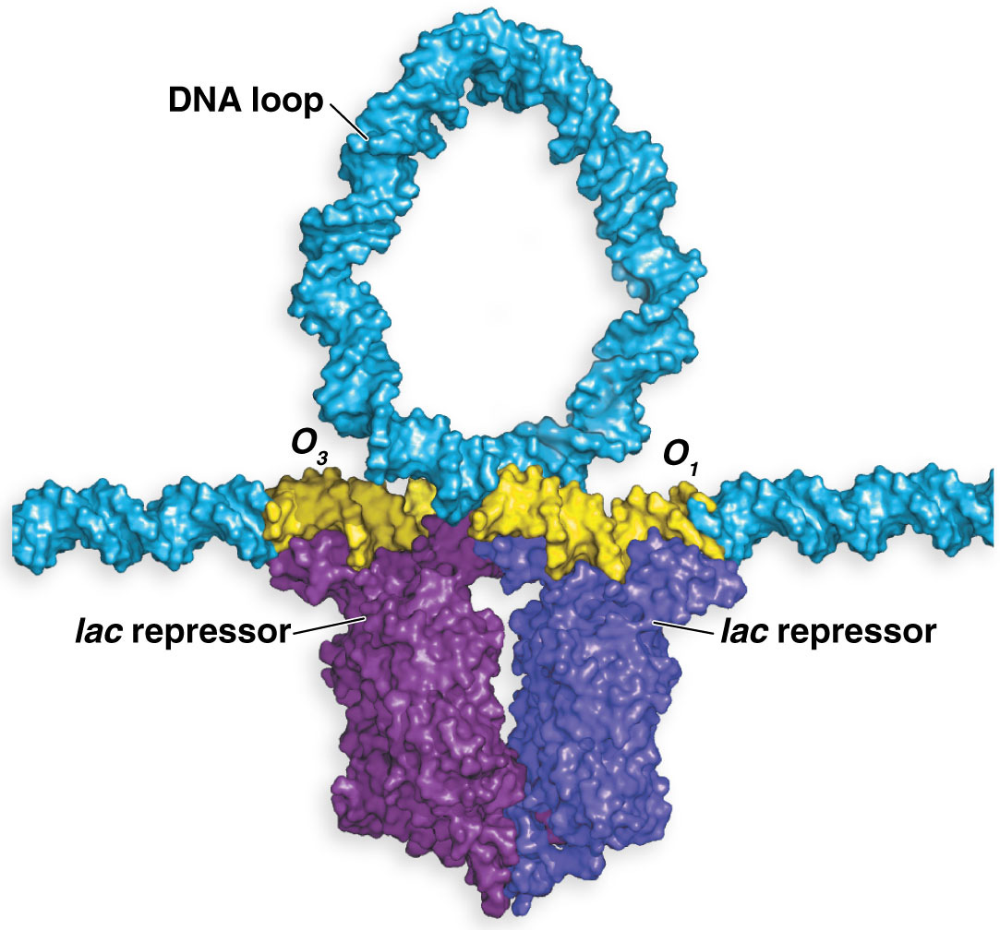 DNA loop
O3
O1
lac repressor
lac repressor